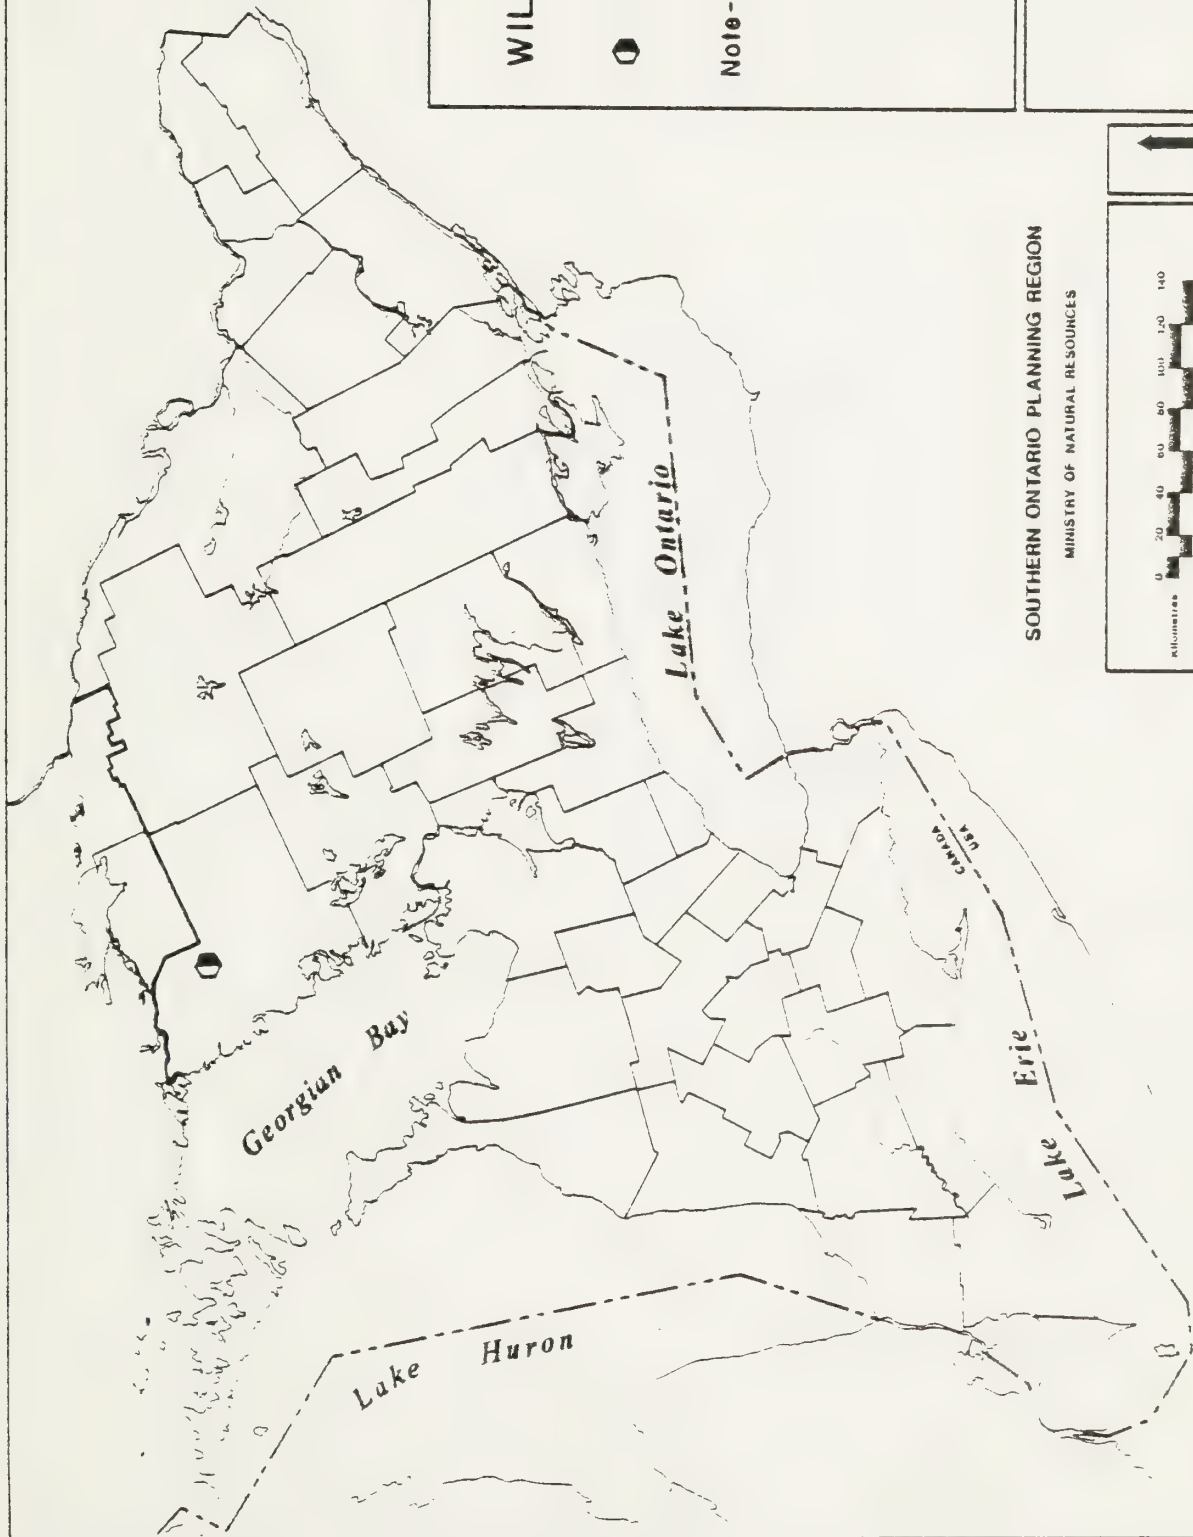 WIL
Note-
SOUTHERN ONTARIO PLANNING REGION
MINISTRY OF NATURAL RESOURCES
Kilometres 0 20 40 60 80 100 120 140
Lake Ontario
CANADA
USA
Georgian Bay
Lake Erie
Lake Huron